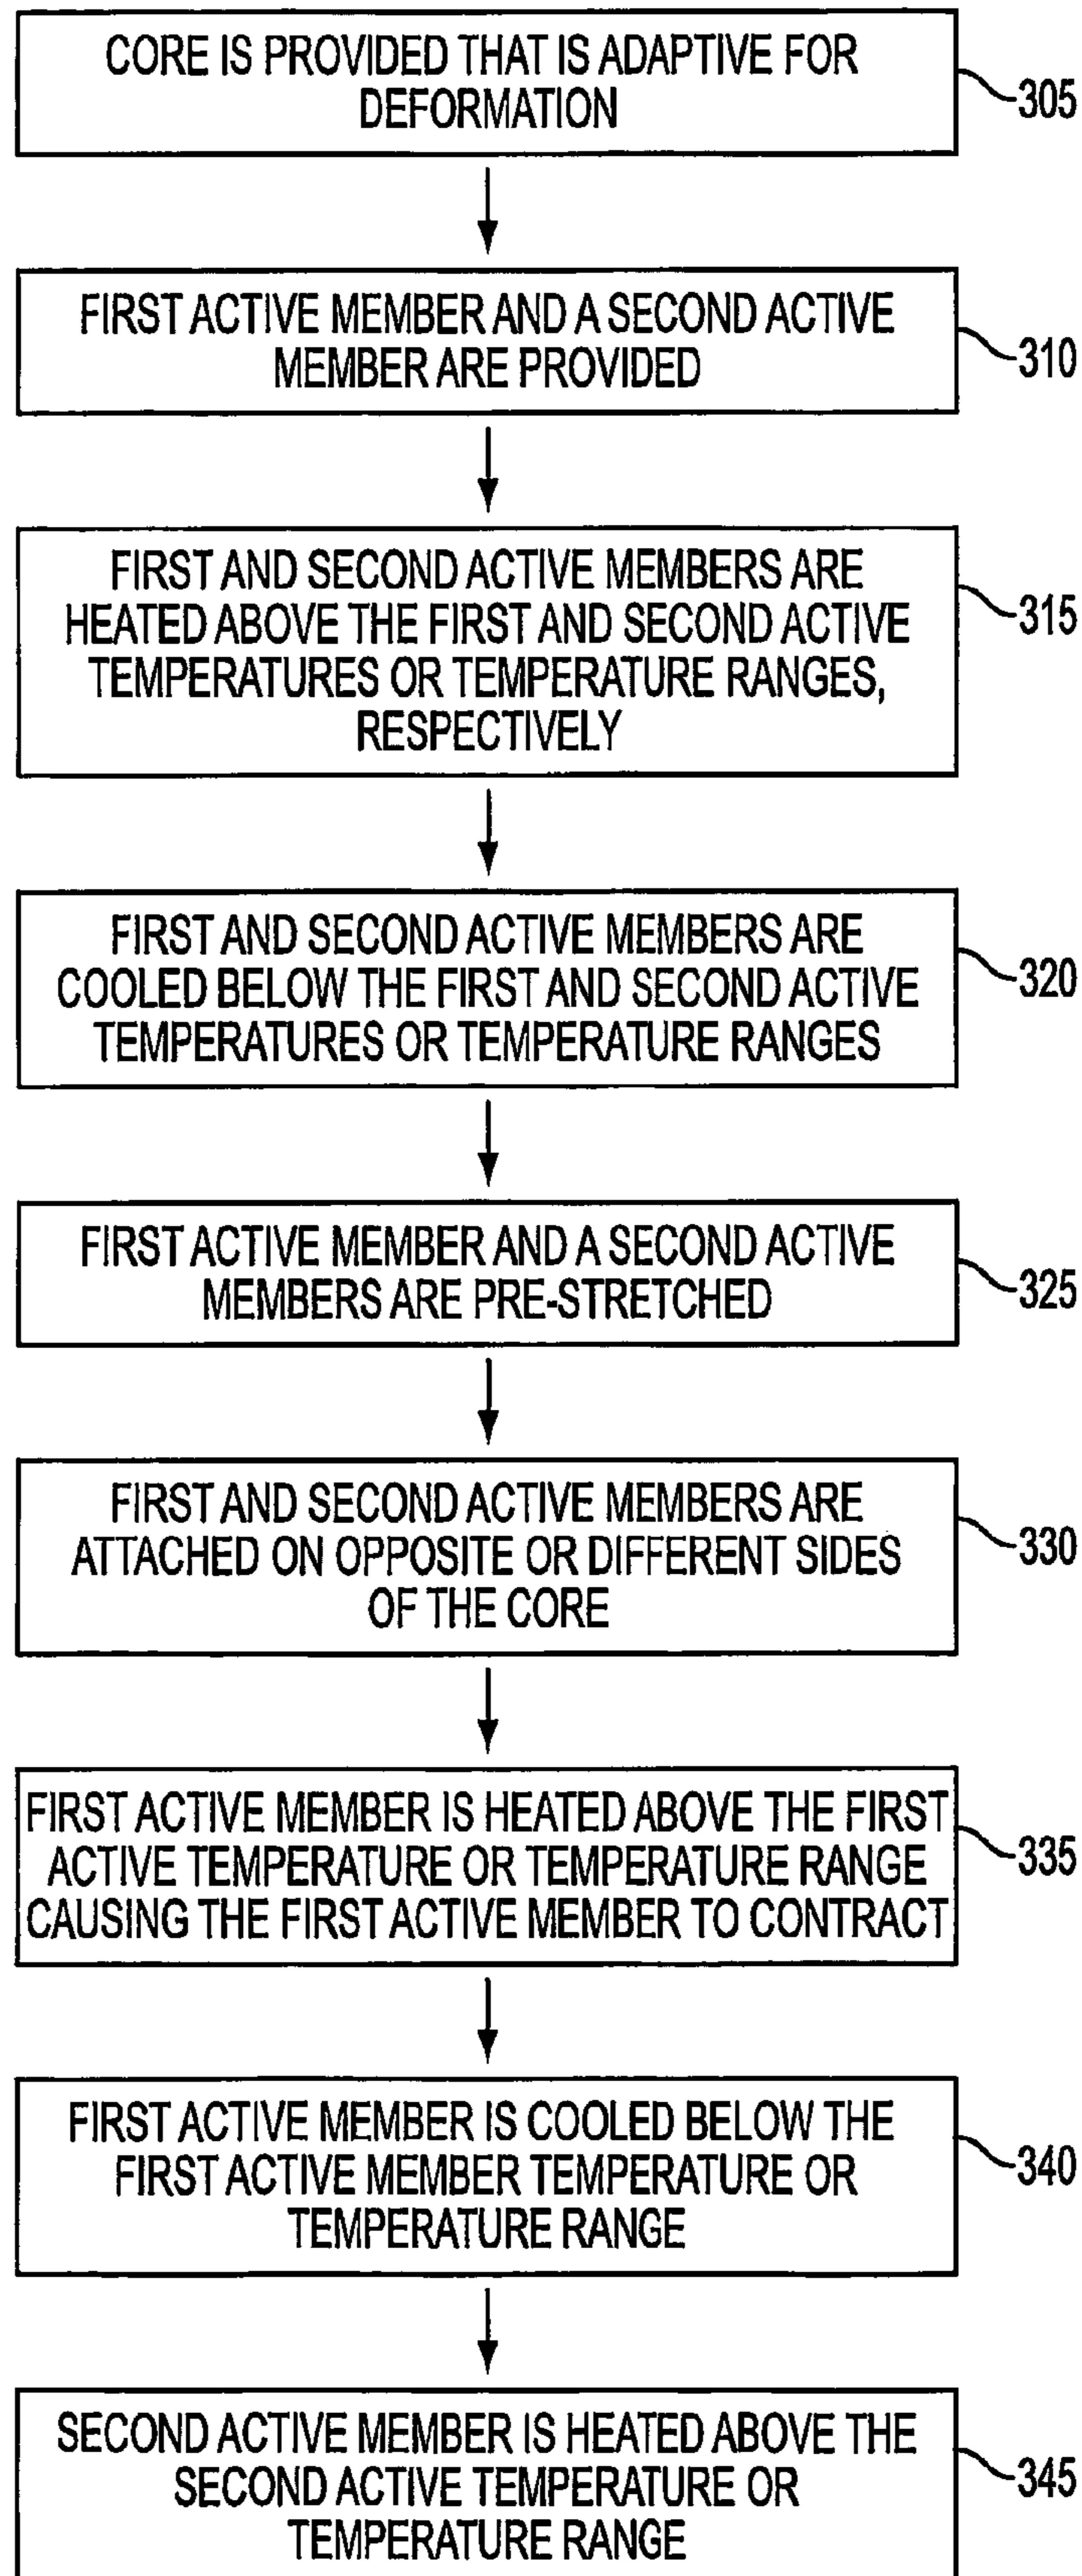 CORE IS PROVIDED THAT IS ADAPTIVE FOR
DEFORMATION
305
FIRST ACTIVE MEMBER AND A SECOND ACTIVE
MEMBER ARE PROVIDED
310
FIRST AND SECOND ACTIVE MEMBERS ARE
HEATED ABOVE THE FIRST AND SECOND ACTIVE
TEMPERATURES OR TEMPERATURE RANGES,
RESPECTIVELY
315
FIRST AND SECOND ACTIVE MEMBERS ARE
COOLED BELOW THE FIRST AND SECOND ACTIVE
TEMPERATURES OR TEMPERATURE RANGES
320
FIRST ACTIVE MEMBER AND A SECOND ACTIVE
MEMBERS ARE PRE-STRETCHED
325
FIRST AND SECOND ACTIVE MEMBERS ARE
ATTACHED ON OPPOSITE OR DIFFERENT SIDES
OF THE CORE
330
FIRST ACTIVE MEMBER IS HEATED ABOVE THE FIRST
ACTIVE TEMPERATURE OR TEMPERATURE RANGE
CAUSING THE FIRST ACTIVE MEMBER TO CONTRACT
335
FIRST ACTIVE MEMBER IS COOLED BELOW THE
FIRST ACTIVE MEMBER TEMPERATURE OR
TEMPERATURE RANGE
340
SECOND ACTIVE MEMBER IS HEATED ABOVE THE
SECOND ACTIVE TEMPERATURE OR
TEMPERATURE RANGE
345